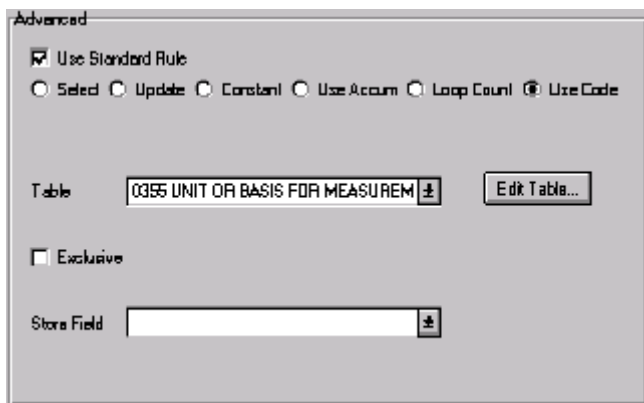 Advanced
Use Standard Rule
Select Update Constant Use Accum Loop Count Use Code
Table 0355 UNIT OR BASIS FOR MEASUREM Edit Table...
Exclusive
Store Field